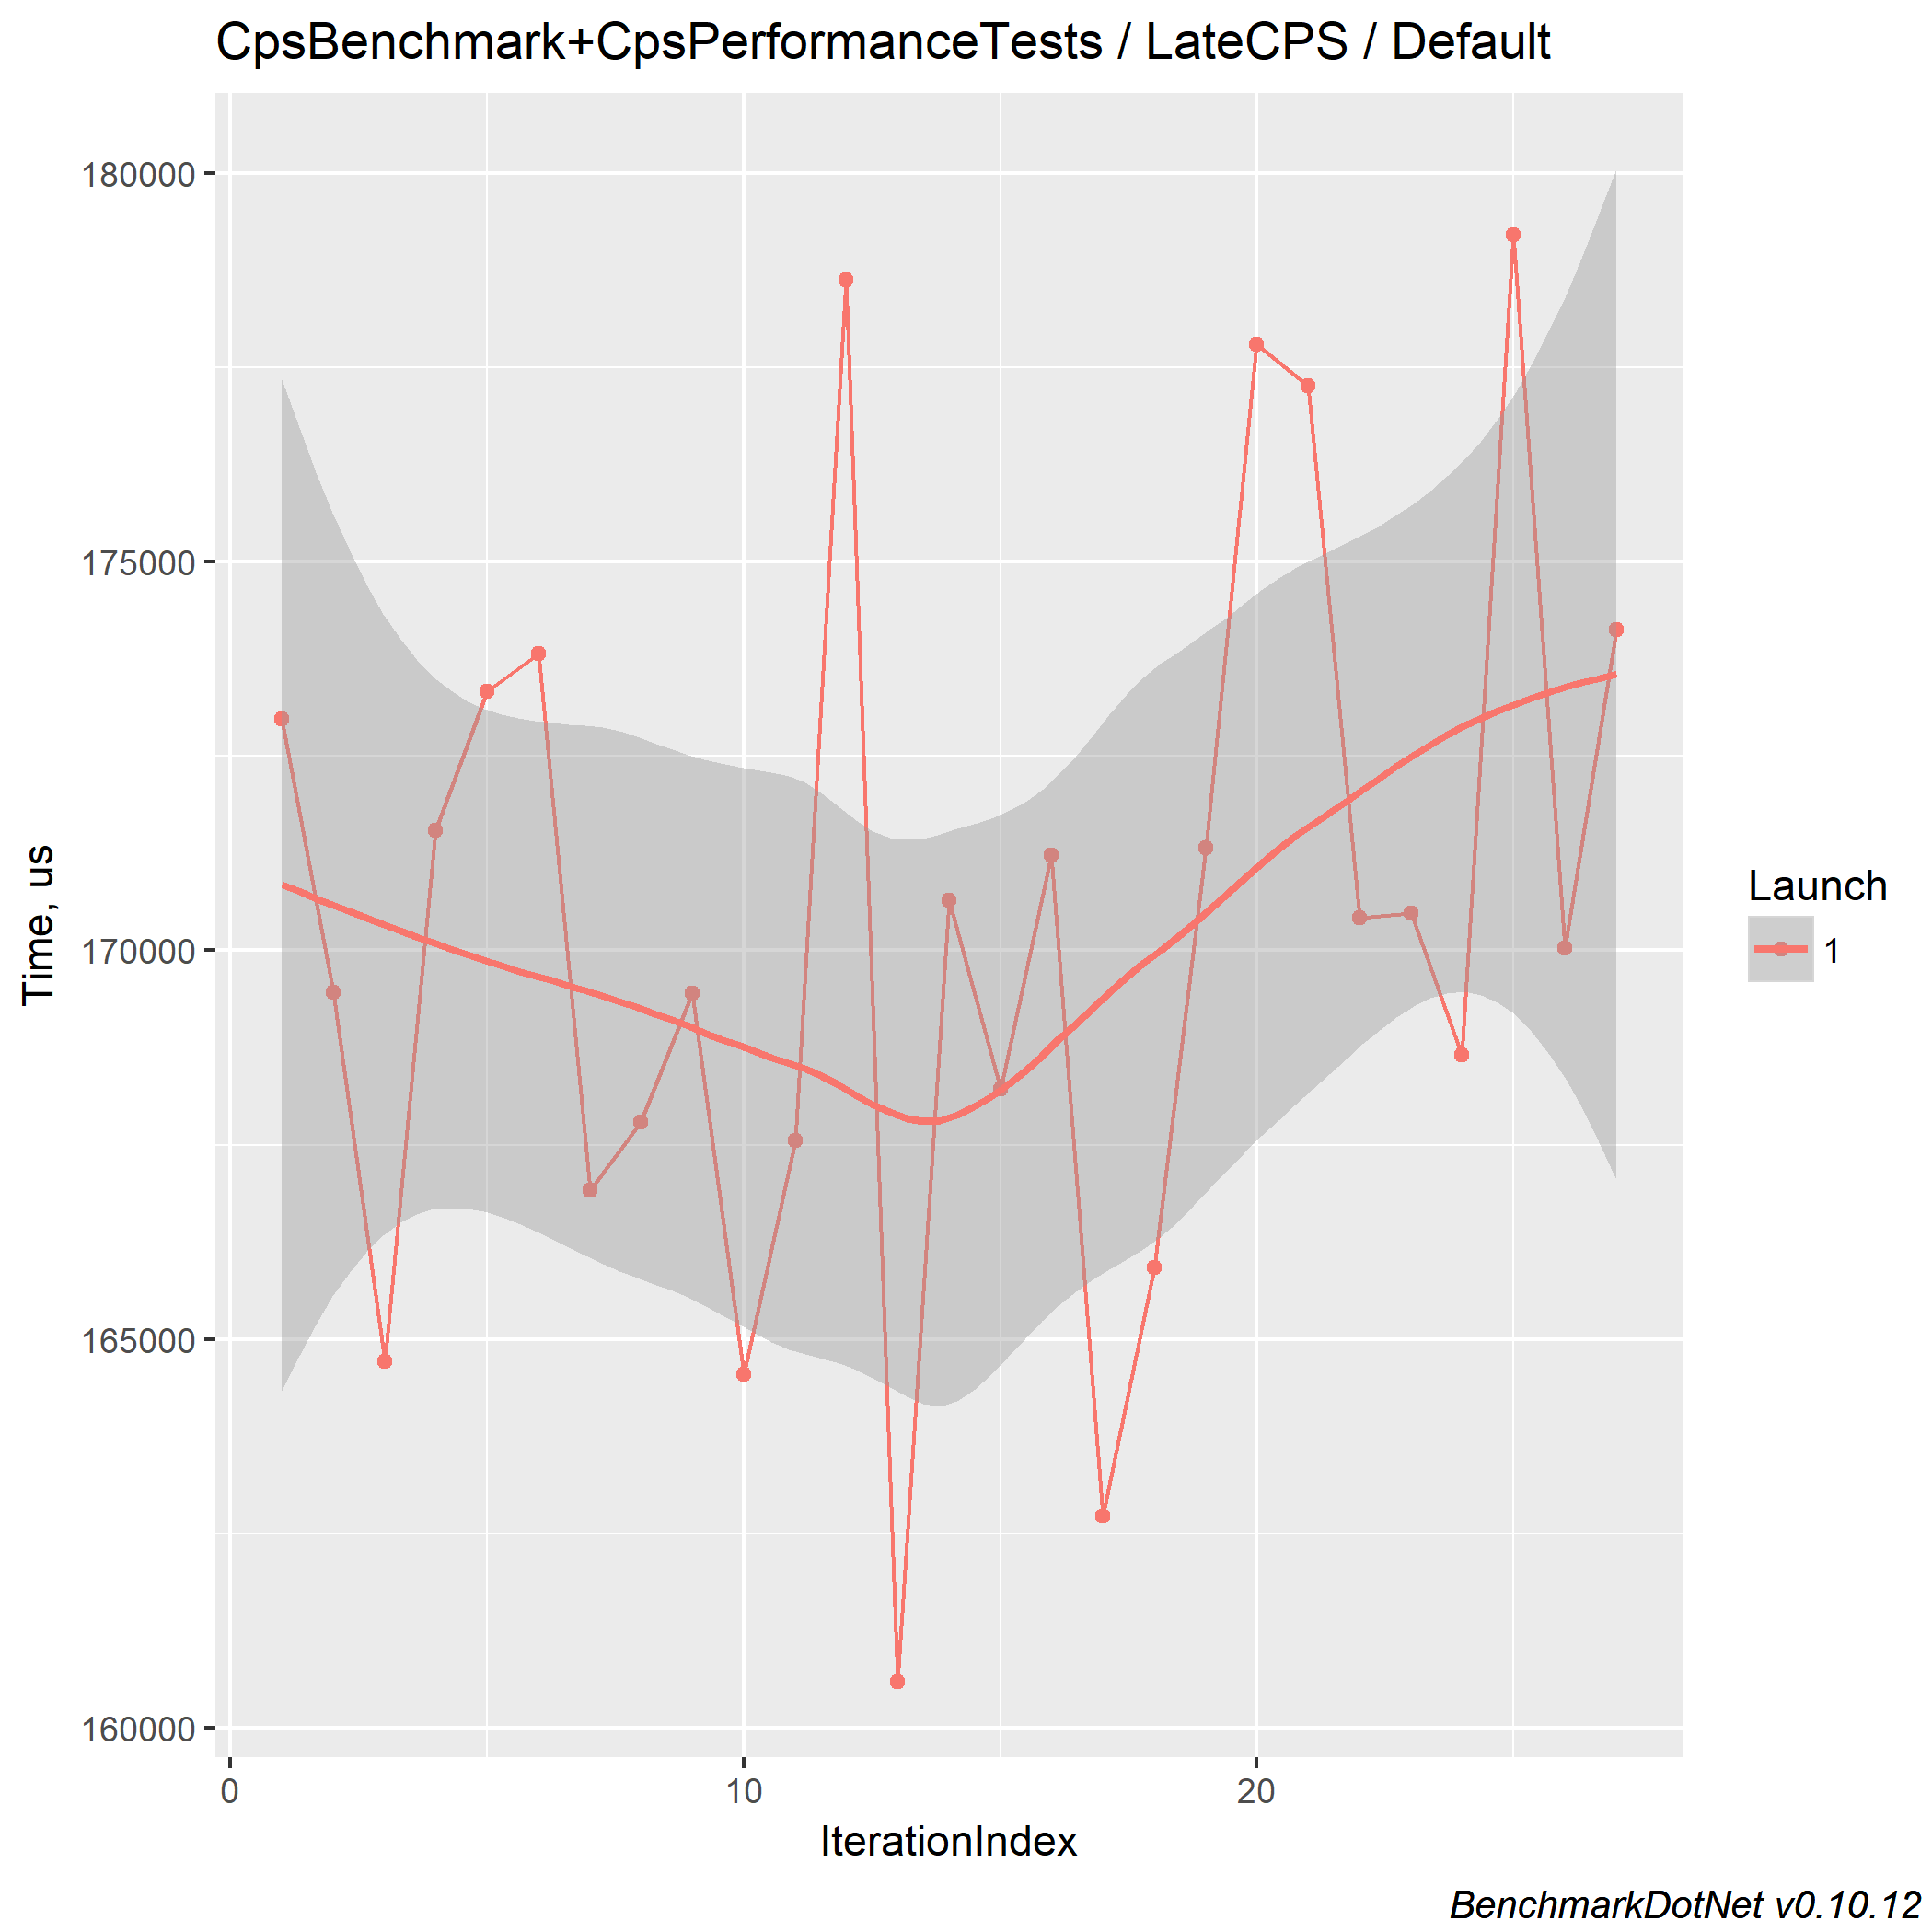 CpsBenchmark+CpsPerformanceTests / LateCPS / Default
180000
175000
170000
165000
160000
Time, us
0 10 20
IterationIndex
Launch
1
BenchmarkDotNet v0.10.12